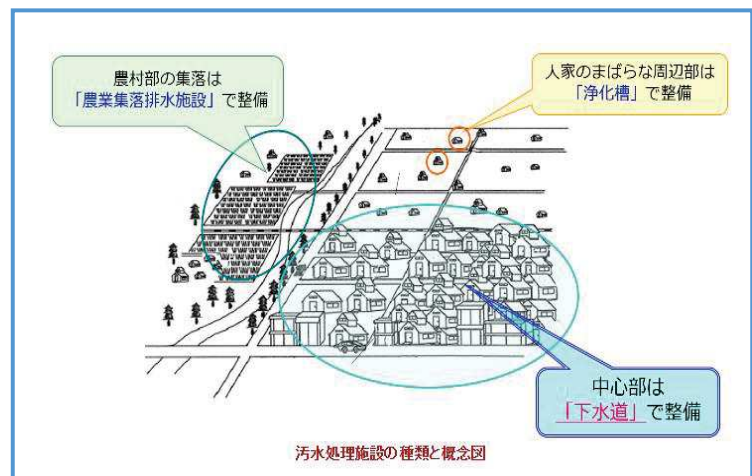 農村部の集落は
「農業集落排水施設」で整備
人家のまばらな周辺部は
「浄化槽」で整備
中心部は
「下水道」で整備
汚水処理施設の種類と概念図